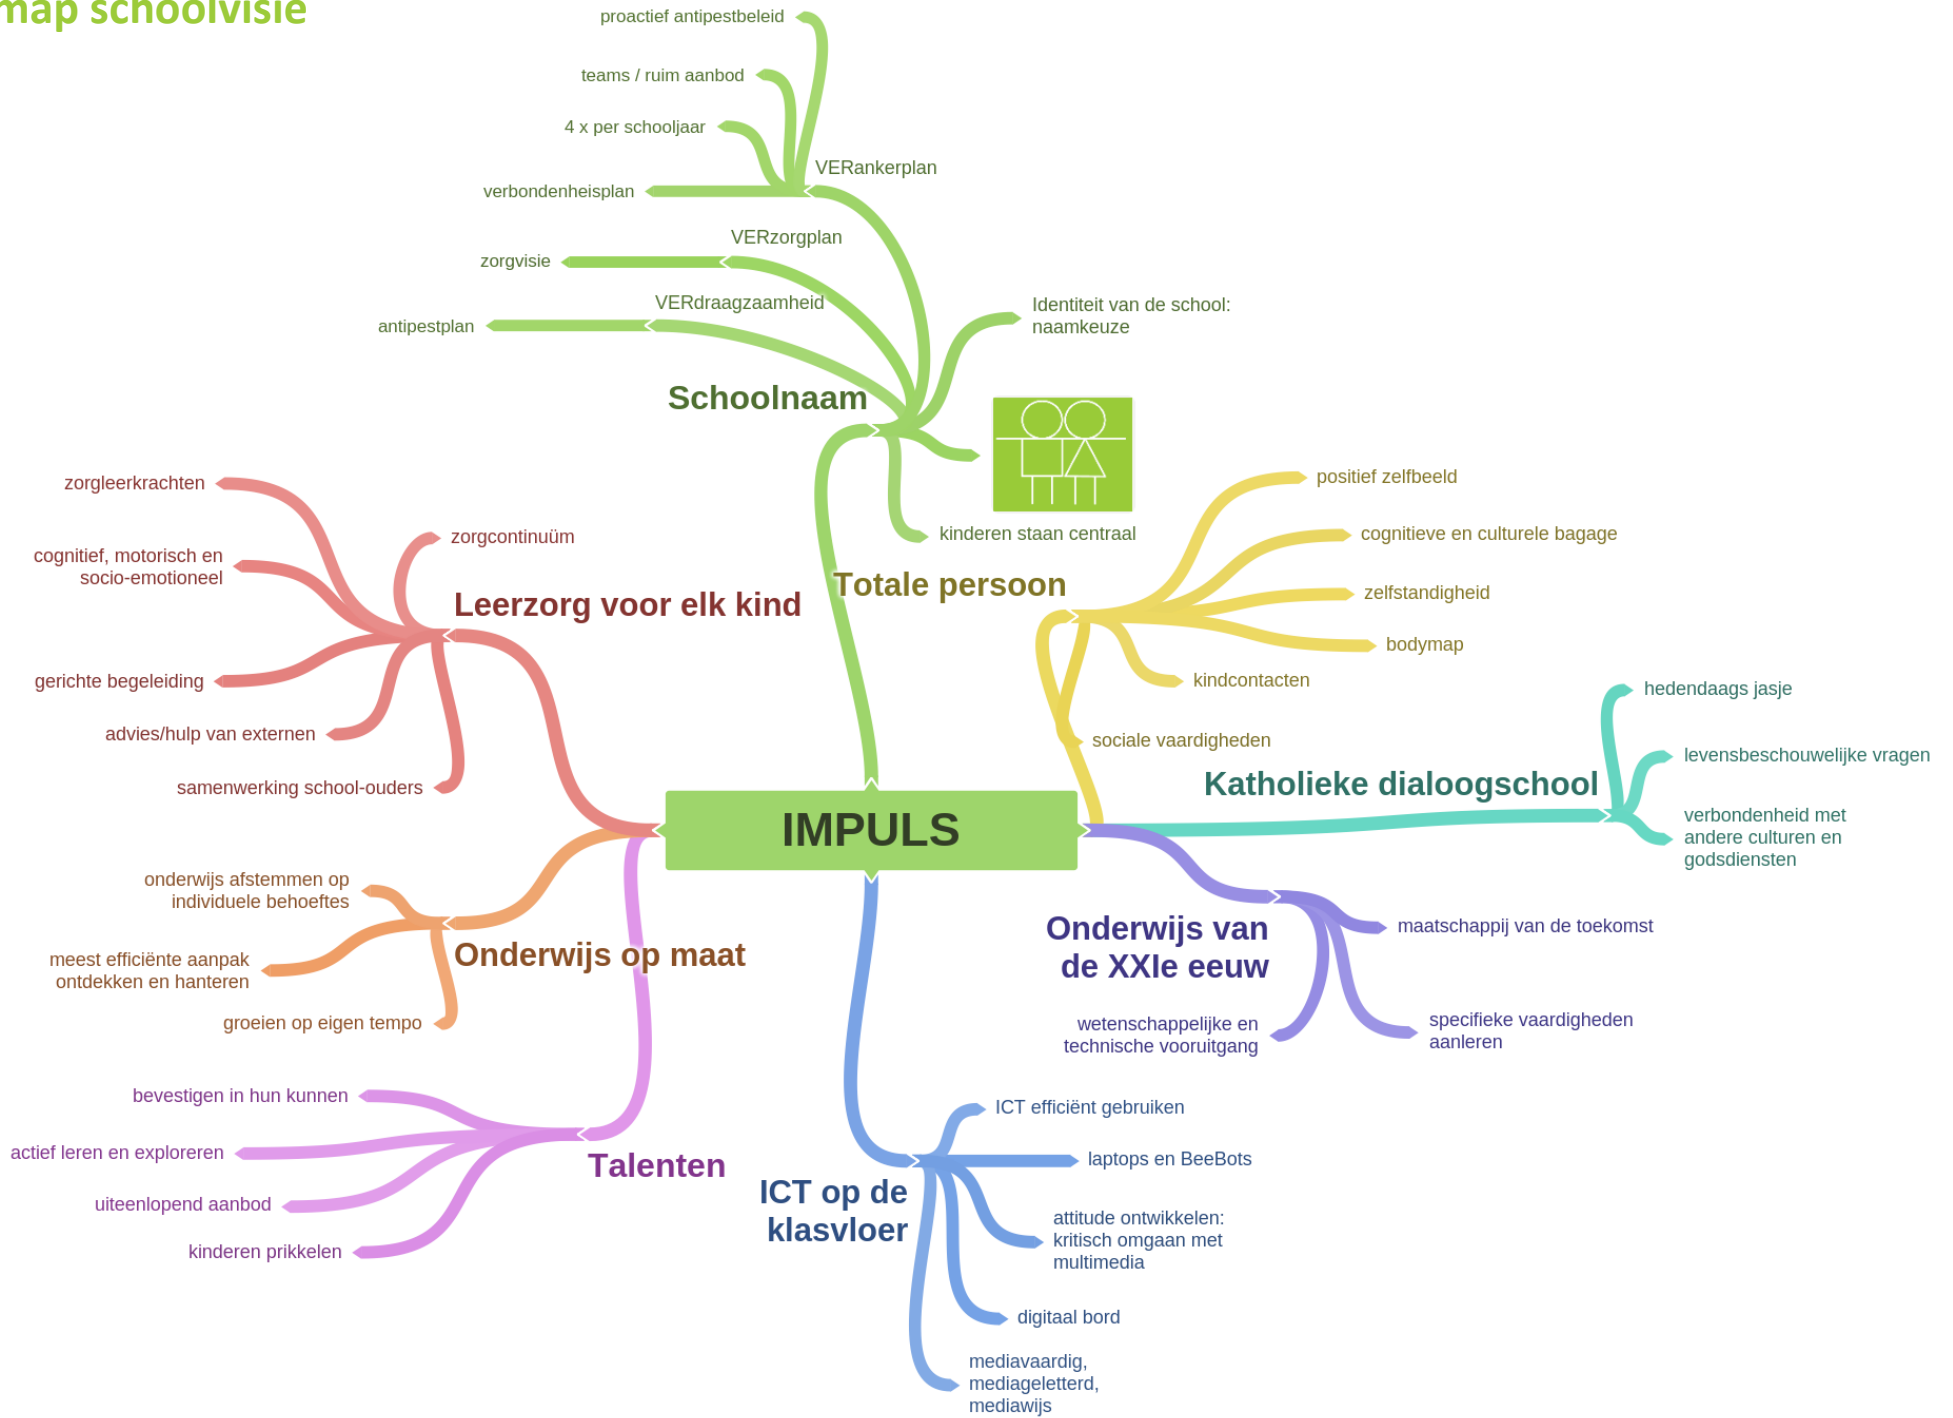 map schoolvisie
proactief antipestbeleid
teams / ruim aanbod
4 x per schooljaar
VERankerplan
verbondenheisplan
VERzorgplan
zorgvisie
VERdraagzaamheid
antipestplan
Identiteit van de school:
naamkeuze
Schoolnaam
kinderen staan centraal
zorgleerkrachten
zorgcontinuüm
cognitief, motorisch en
socio-emotioneel
Leerzorg voor elk kind
gerichte begeleiding
advies/hulp van externen
samenwerking school-ouders
Totale persoon
positief zelfbeeld
cognitieve en culturele bagage
zelfstandigheid
bodymap
kindcontacten
sociale vaardigheden
hedendaags jasje
levensbeschouwelijke vragen
Katholieke dialoogschool
verbondenheid met
andere culturen en
godsdiensten
IMPULS
onderwijs afstemmen op
individuele behoeftes
Onderwijs op maat
meest efficiënte aanpak
ontdekken en hanteren
groeien op eigen tempo
Onderwijs van
de XXIe eeuw
maatschappij van de toekomst
specifieke vaardigheden
aanleren
wetenschappelijke en
technische vooruitgang
bevestigen in hun kunnen
actief leren en exploreren
Talenten
uiteenlopend aanbod
kinderen prikkelen
ICT efficiënt gebruiken
laptops en BeeBots
ICT op de
klasvloer
attitude ontwikkelen:
kritisch omgaan met
multimedia
digitaal bord
mediavaardig,
mediageletterd,
mediawijs